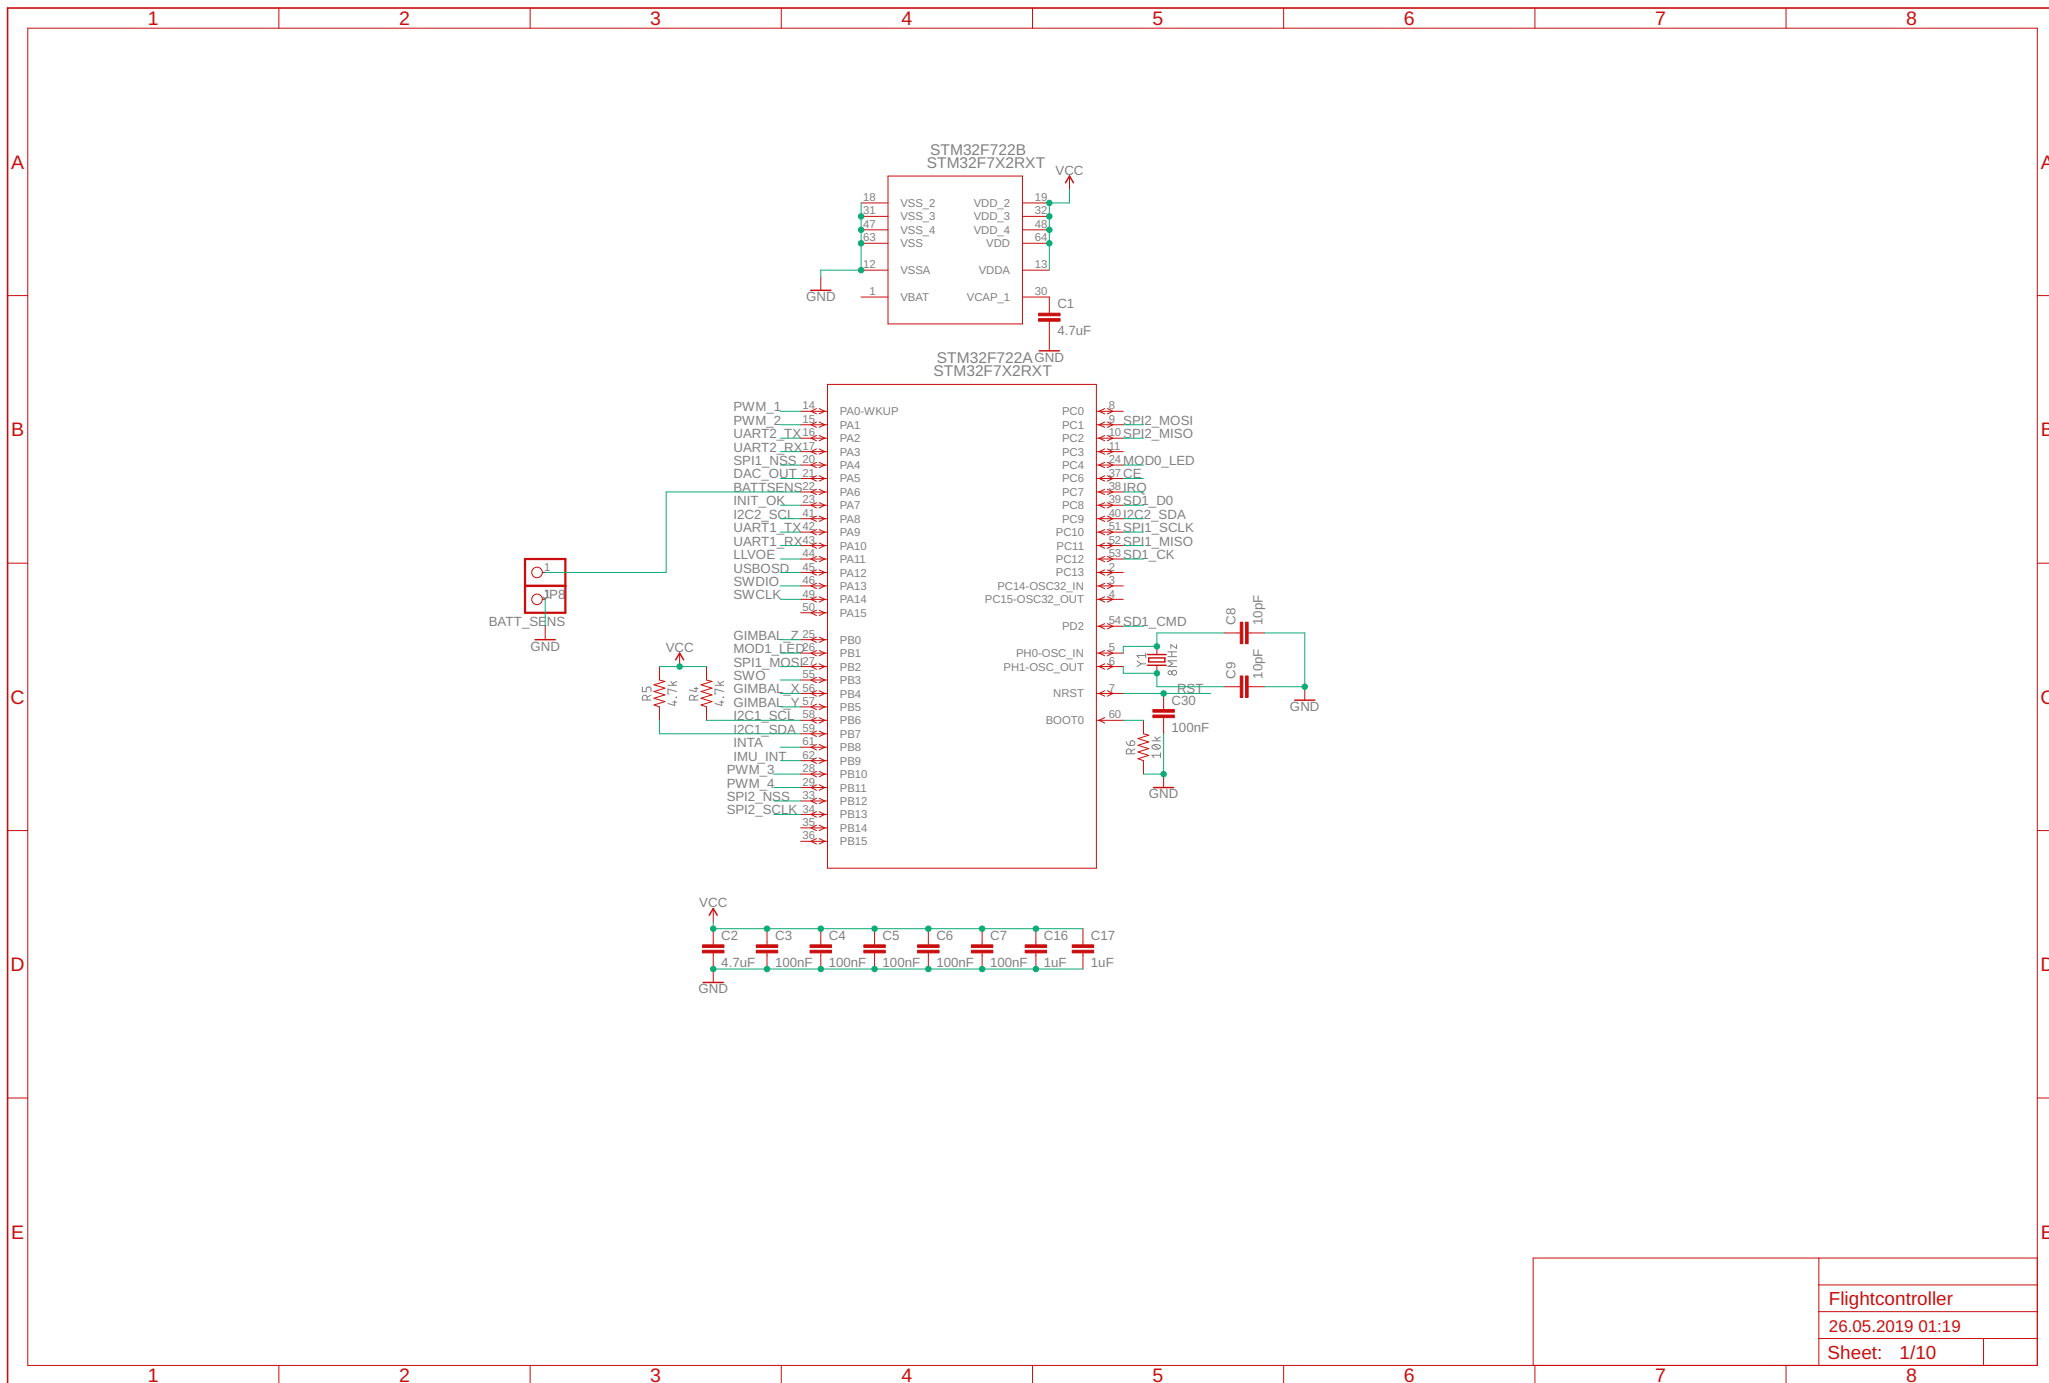 1 2 3 4 5 6 7 8
A A
STM32F722B
STM32F7X2RXT
VCC
18 VSS_2 VDD_2 19
31 VSS_3 VDD_3 32
47 VSS_4 VDD_4 48
63 VSS VDD 64
12 VSSA VDDA 13
GND
1 VBAT VCAP_1 30
C1
4.7uF
GND
STM32F722A
STM32F7X2RXT
B B
PWM_1 14 PA0-WKUP PC0 8
PWM_2 15 PA1 PC1 9 SPI2_MOSI
UART2_TX 16 PA2 PC2 10 SPI2_MISO
UART2_RX 17 PA3 PC3 11
SPI1_NSS 20 PA4 PC4 24 MOD0_LED
DAC_OUT 21 PA5 PC6 37 CE
BATTSENS 22 PA6 PC7 38 IRQ
INIT_OK 23 PA7 PC8 39 SD1_D0
I2C2_SCL 41 PA8 PC9 40 I2C2_SDA
UART1_TX 42 PA9 PC10 51 SPI1_SCLK
UART1_RX 43 PA10 PC11 52 SPI1_MISO
LLVOE 44 PA11 PC12 53 SD1_CK
USBOSD 45 PA12 PC13 2
SWDIO 46 PA13 PC14-OSC32_IN 3
SWCLK 49 PA14 PC15-OSC32_OUT 4
50 PA15
1
JP8
BATT_SENS
GND
PD2 54 SD1_CMD
C8 10pF
GIMBAL_Z 25 PB0
MOD1_LED 26 PB1 PH0-OSC_IN 5
SPI1_MOSI 27 PB2 PH1-OSC_OUT 6
Y1 8MHz
C9 10pF
GND
C C
VCC
R5 4.7k
R4 4.7k
SWO 55 PB3
GIMBAL_X 56 PB4 NRST 7 RST
GIMBAL_Y 57 PB5
C30
100nF
I2C1_SCL 58 PB6 BOOT0 60
I2C1_SDA 59 PB7
R6 10k
GND
INTA 61 PB8
IMU_INT 62 PB9
PWM_3 28 PB10
PWM_4 29 PB11
SPI2_NSS 33 PB12
SPI2_SCLK 34 PB13
35 PB14
36 PB15
VCC
C2 C3 C4 C5 C6 C7 C16 C17
4.7uF 100nF 100nF 100nF 100nF 100nF 1uF 1uF
GND
D D
E E
Flightcontroller
26.05.2019 01:19
Sheet: 1/10
1 2 3 4 5 6 7 8